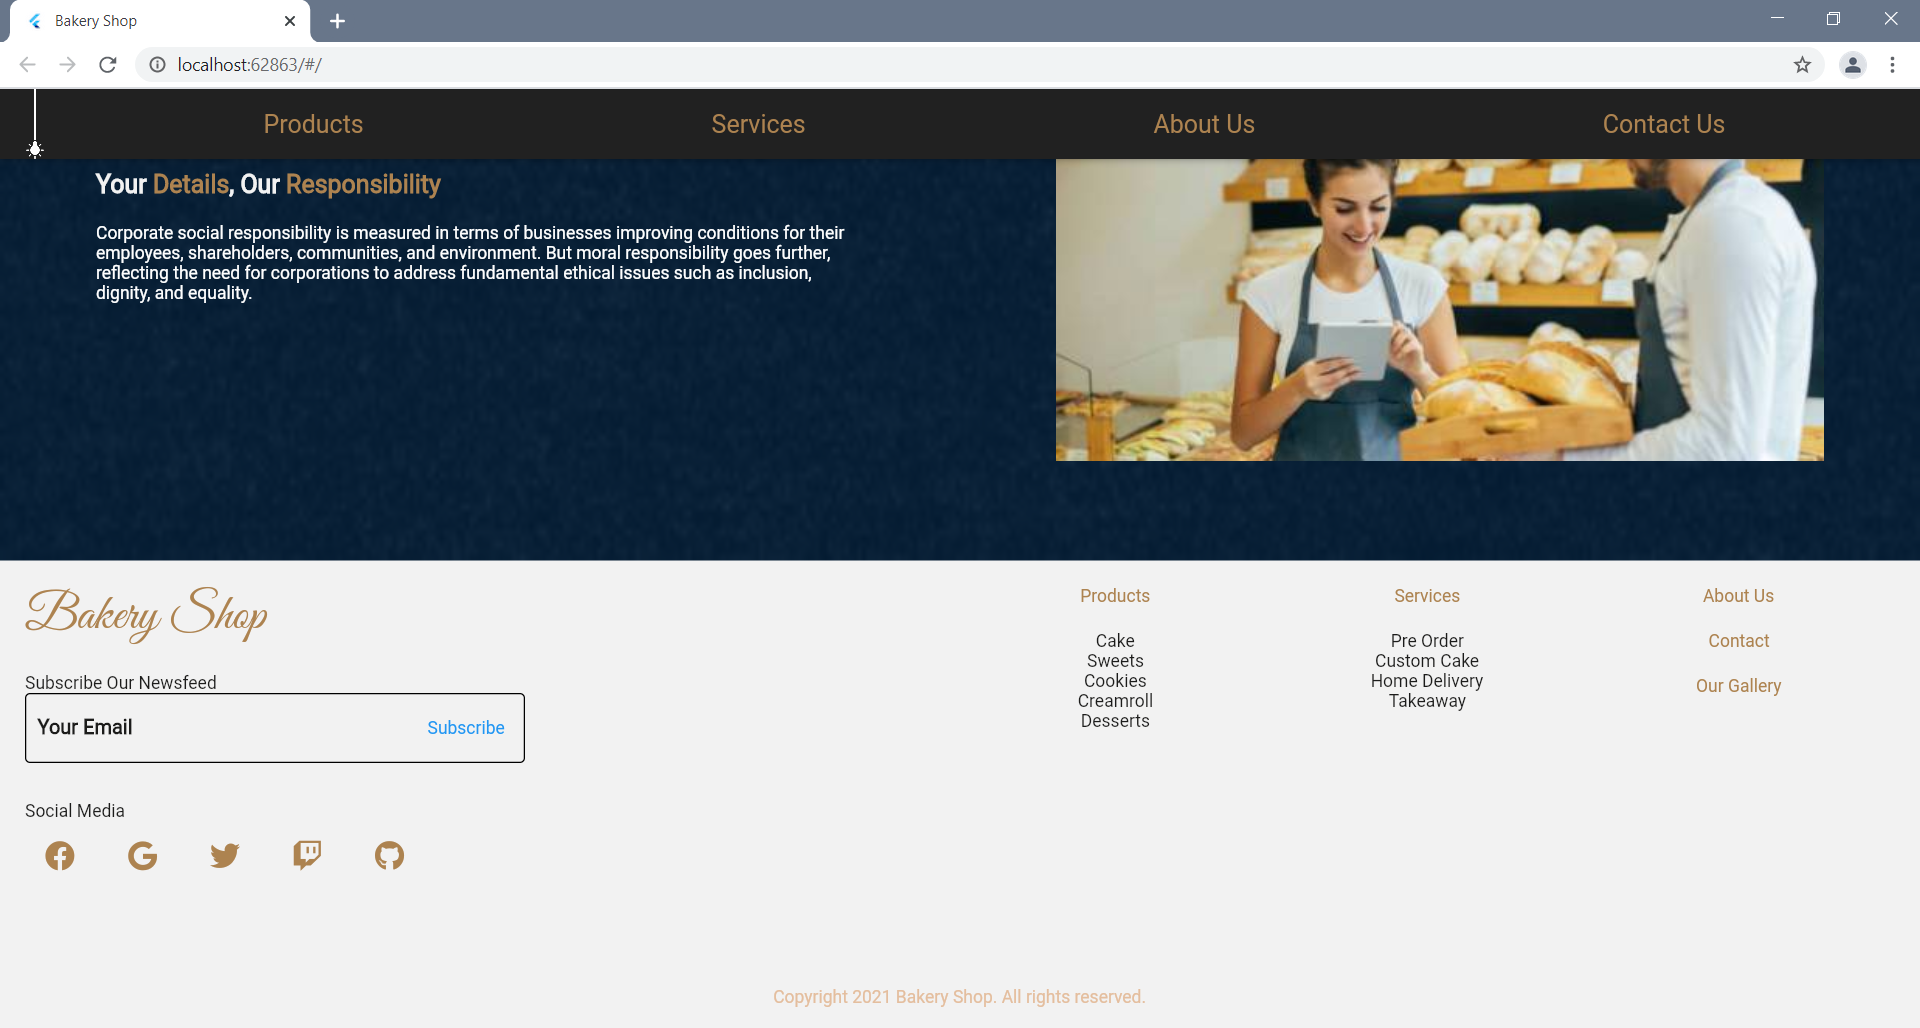 Bakery Shop
localhost:62863/#/
Products
Services
About Us
Contact Us
Your Details, Our Responsibility
Corporate social responsibility is measured in terms of businesses improving conditions for their
employees, shareholders, communities, and environment. But moral responsibility goes further,
reflecting the need for corporations to address fundamental ethical issues such as inclusion,
dignity, and equality.
Bakery Shop
Subscribe Our Newsfeed
Your Email
Subscribe
Social Media
Products
Cake
Sweets
Cookies
Creamroll
Desserts
Services
Pre Order
Custom Cake
Home Delivery
Takeaway
About Us
Contact
Our Gallery
Copyright 2021 Bakery Shop. All rights reserved.